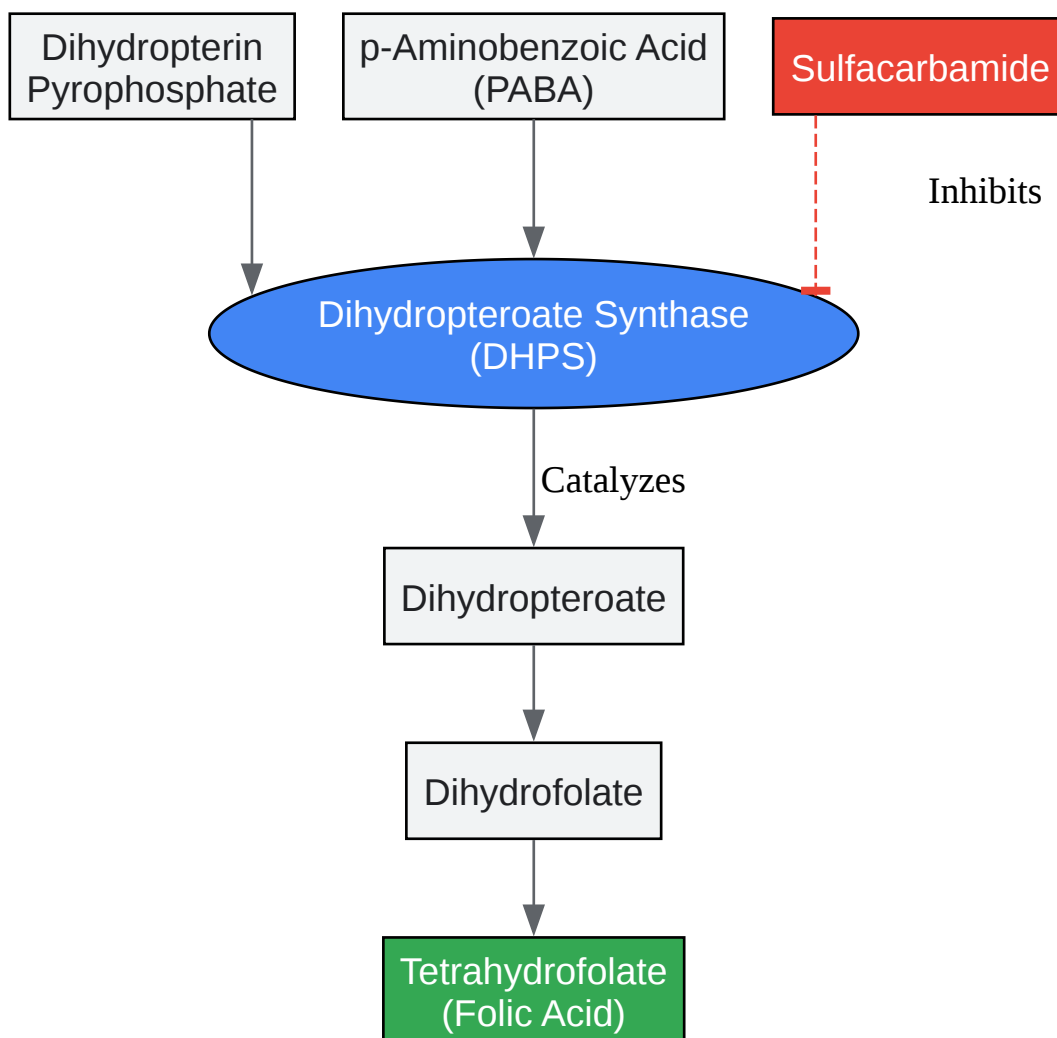 Dihydropterin
Pyrophosphate
p-Aminobenzoic Acid
(PABA)
Sulfacarbamide
Inhibits
Dihydropteroate Synthase
(DHPS)
Catalyzes
Dihydropteroate
Dihydrofolate
Tetrahydrofolate
(Folic Acid)